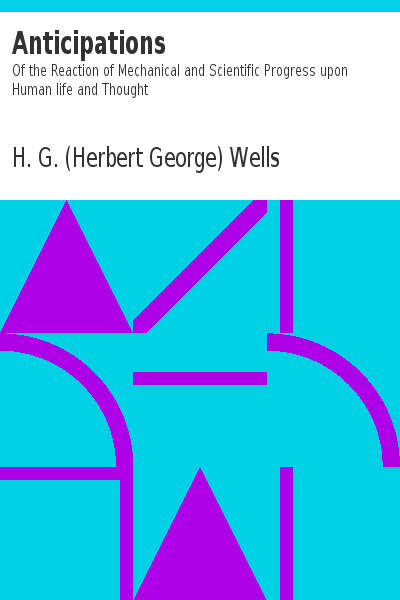 Anticipations
Of the Reaction of Mechanical and Scientific Progress upon
Human life and Thought
H. G. (Herbert George) Wells